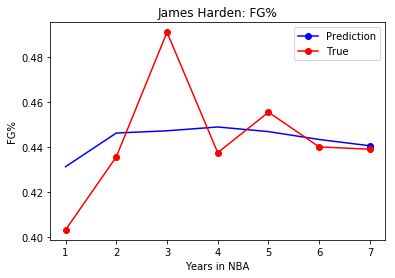 James Harden: FG%
Prediction
True
FG%
0.48
0.46
0.44
0.42
0.40
1 2 3 4 5 6 7
Years in NBA